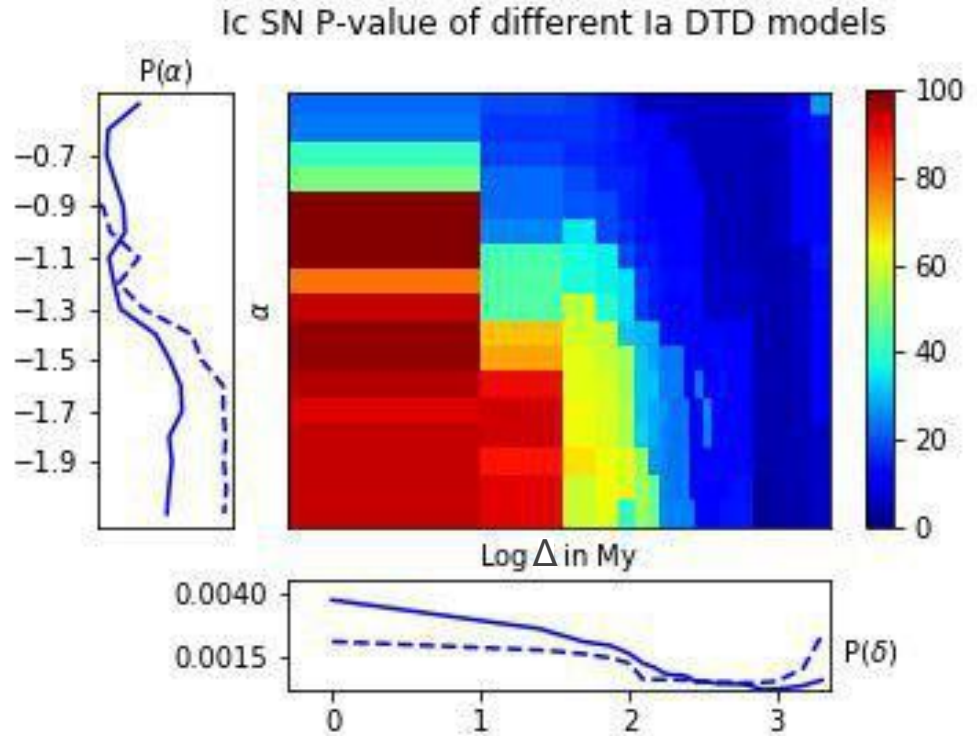 Ic SN P-value of different Ia DTD models
P(α)
−0.7
−0.9
−1.1
−1.3
−1.5
−1.7
−1.9
α
100
80
60
40
20
0
Log Δ in My
0.0040
0.0015
P(δ)
0 1 2 3